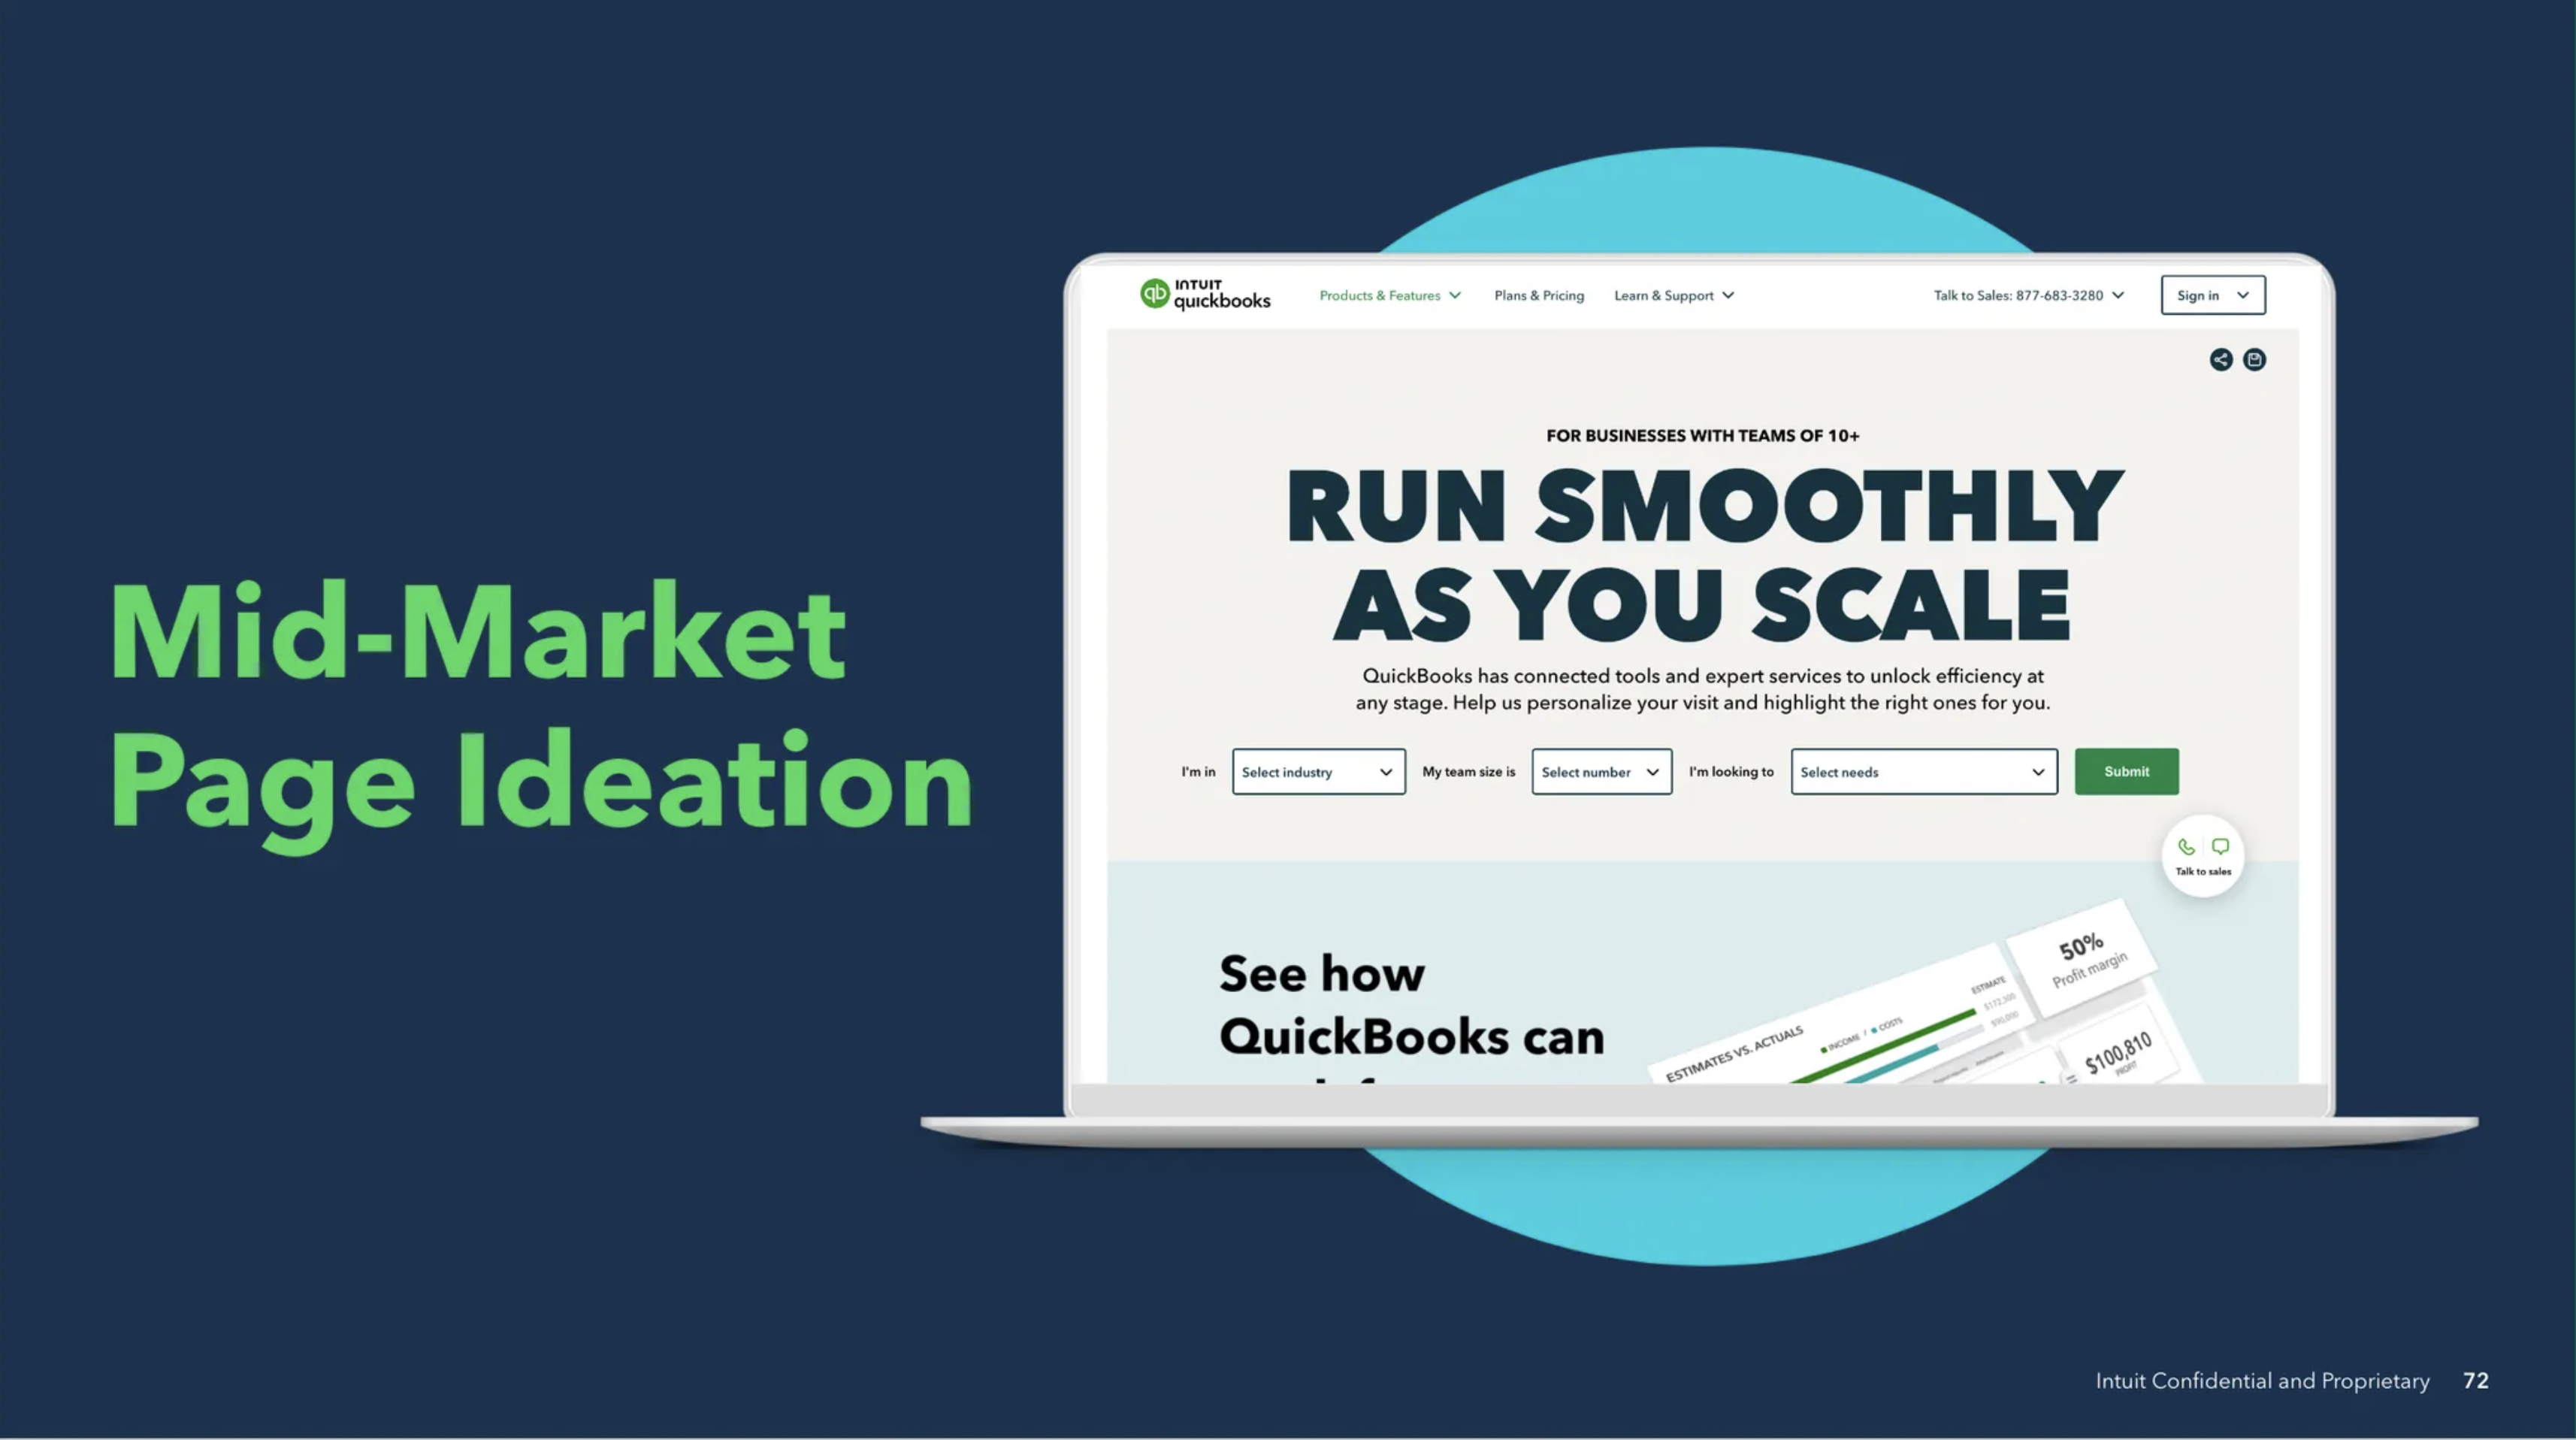 Mid-Market
Page Ideation
INTUIT
quickbooks
Products & Features
Plans & Pricing
Learn & Support
Talk to Sales: 877-683-3280
Sign in
FOR BUSINESSES WITH TEAMS OF 10+
RUN SMOOTHLY
AS YOU SCALE
QuickBooks has connected tools and expert services to unlock efficiency at
any stage. Help us personalize your visit and highlight the right ones for you.
I'm in
Select industry
My team size is
Select number
I'm looking to
Select needs
Submit
Talk to sales
See how
QuickBooks can
50%
Profit margin
ESTIMATE
$172,300
$90,000
INCOME / COSTS
ESTIMATES VS. ACTUALS
$100,810
PROFIT
Intuit Confidential and Proprietary 72